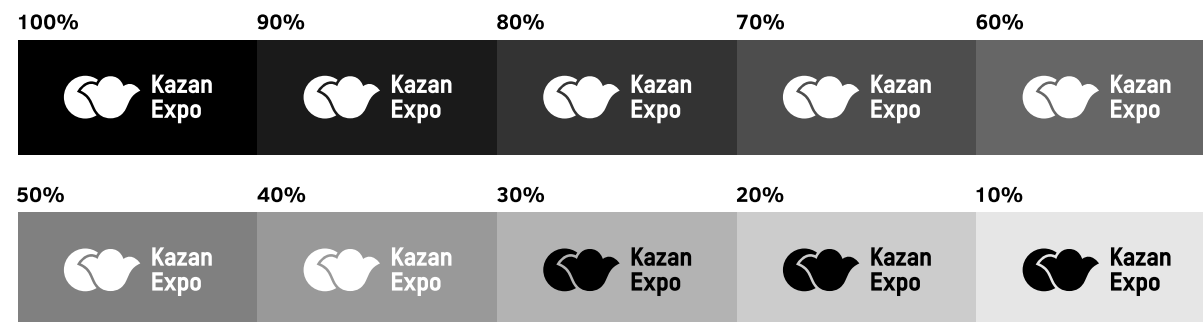 100% 90% 80% 70% 60%
Kazan Kazan Kazan Kazan Kazan
Expo Expo Expo Expo Expo
50% 40% 30% 20% 10%
Kazan Kazan Kazan Kazan Kazan
Expo Expo Expo Expo Expo